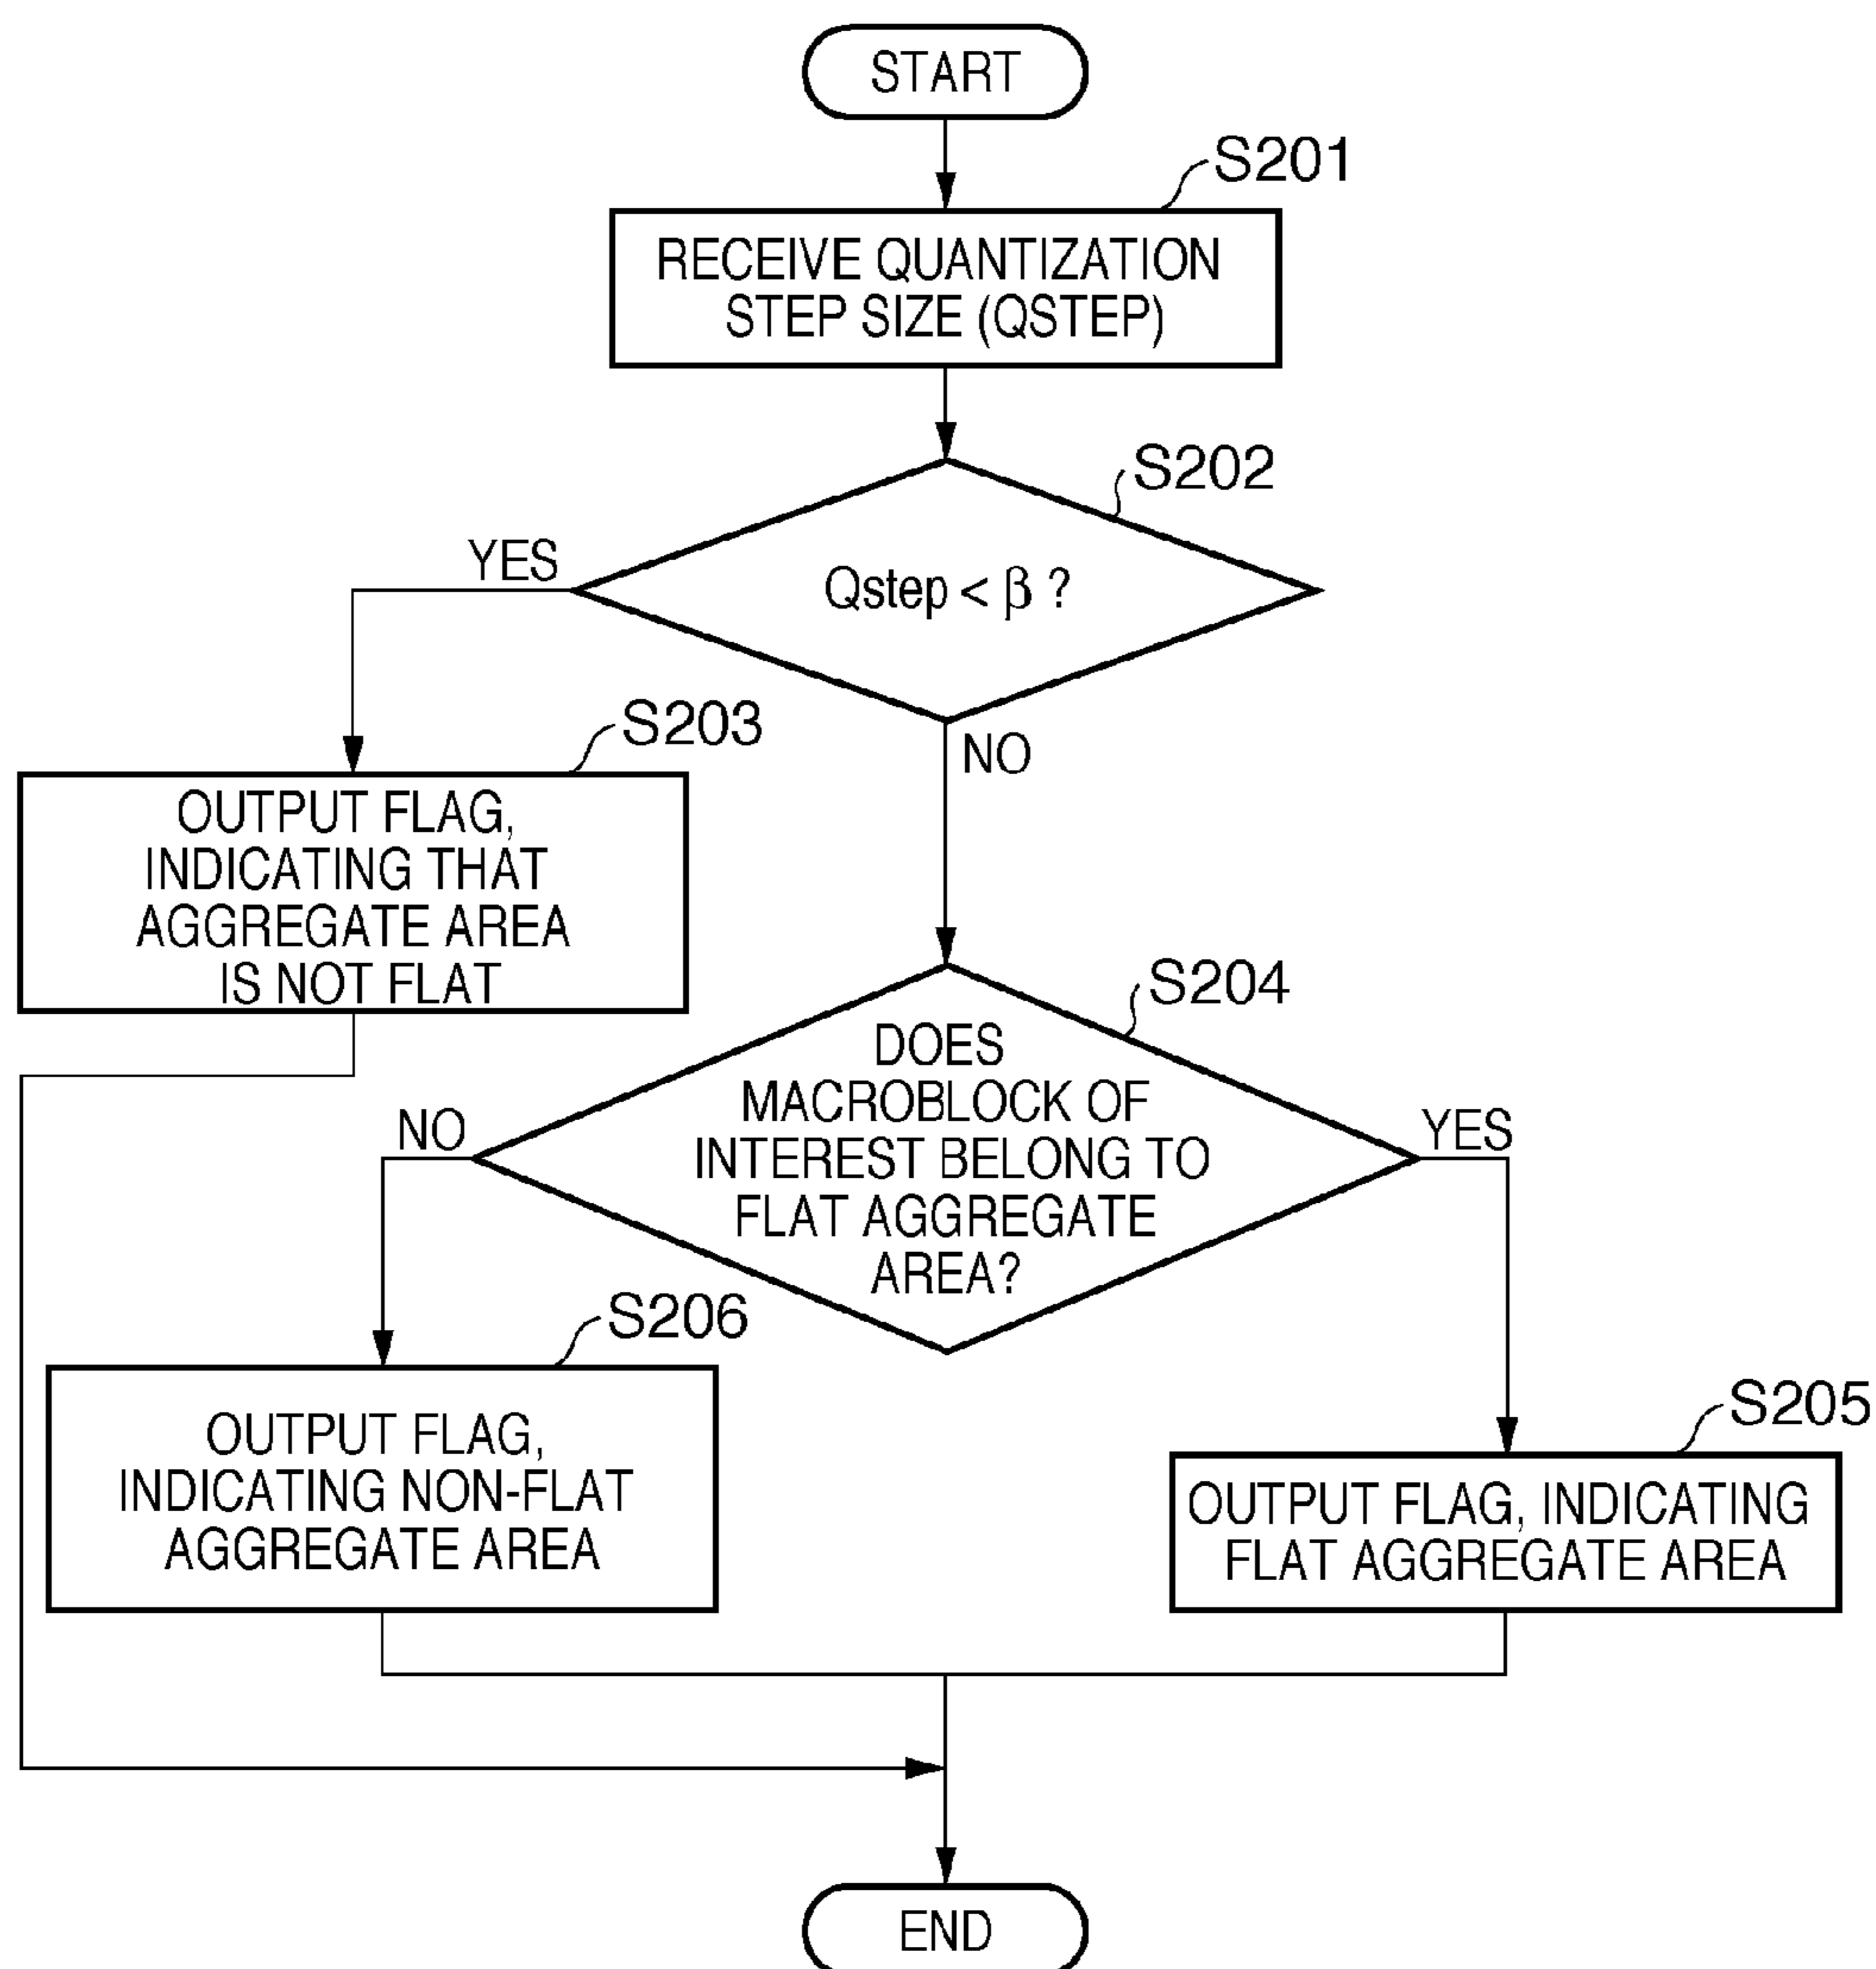 START
S201
RECEIVE QUANTIZATION
STEP SIZE (QSTEP)
S202
YES
Qstep < β ?
NO
S203
OUTPUT FLAG,
INDICATING THAT
AGGREGATE AREA
IS NOT FLAT
S204
DOES
MACROBLOCK OF
INTEREST BELONG TO
FLAT AGGREGATE
AREA?
NO
YES
S206
OUTPUT FLAG,
INDICATING NON-FLAT
AGGREGATE AREA
S205
OUTPUT FLAG, INDICATING
FLAT AGGREGATE AREA
END